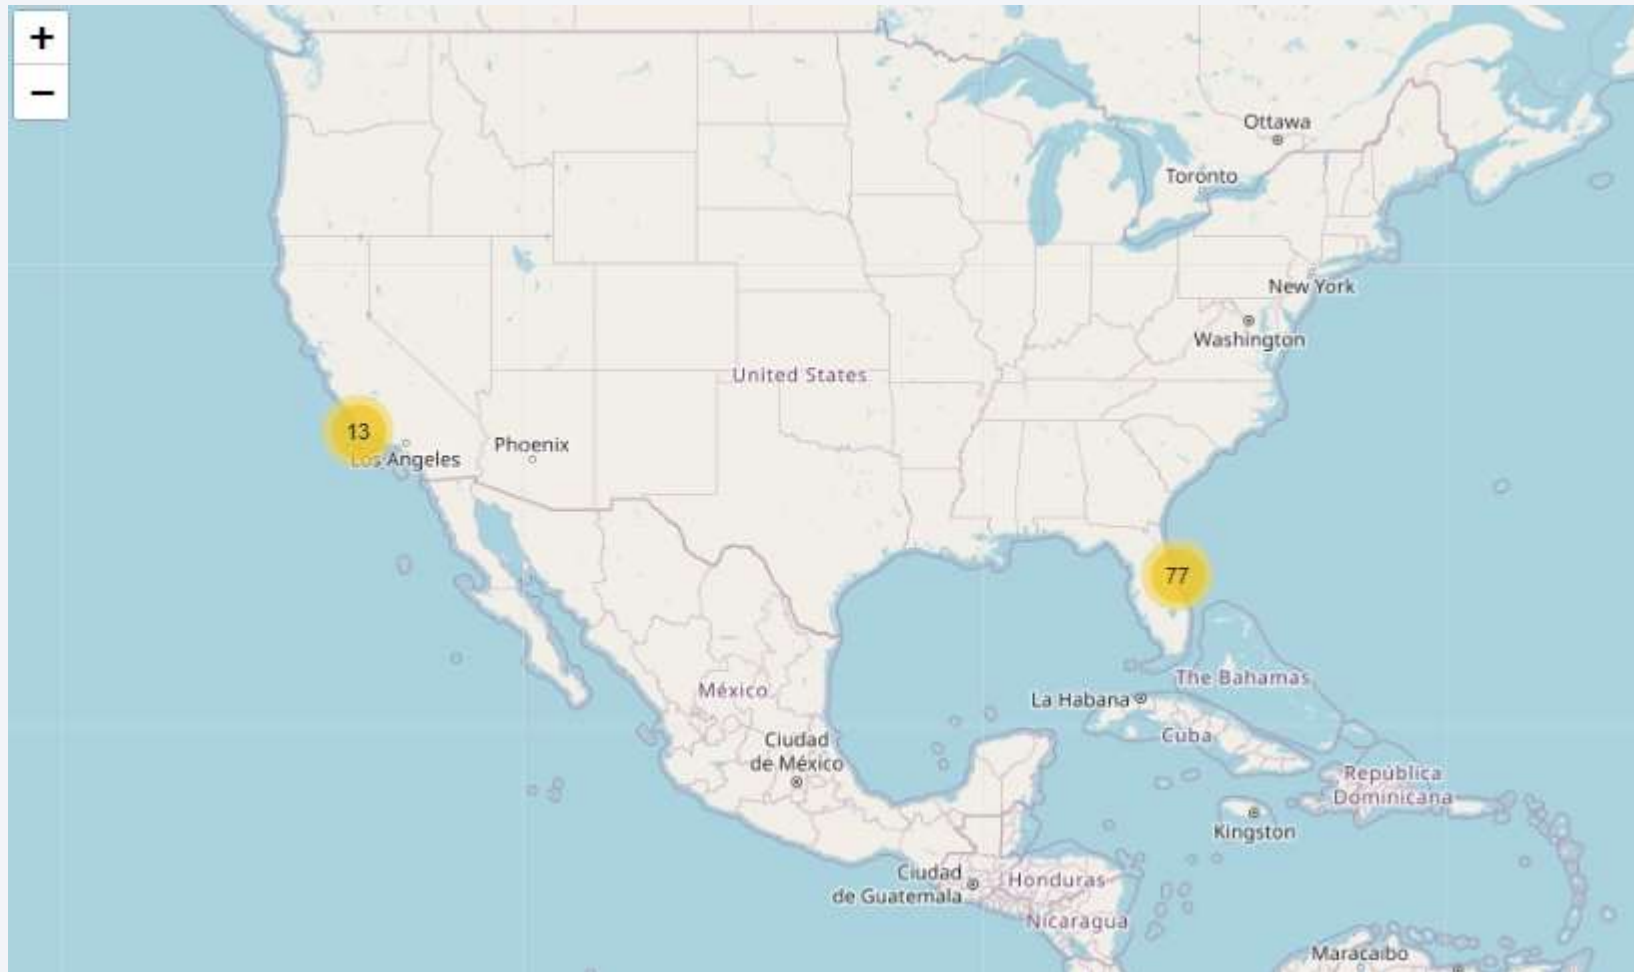 +
−
Ottawa
Toronto
New York
Washington
United States
13
Los Angeles
Phoenix
77
México
The Bahamas
La Habana
Cuba
Ciudad
de México
República
Dominicana
Kingston
Ciudad
de Guatemala
Honduras
Nicaragua
Maracaibo